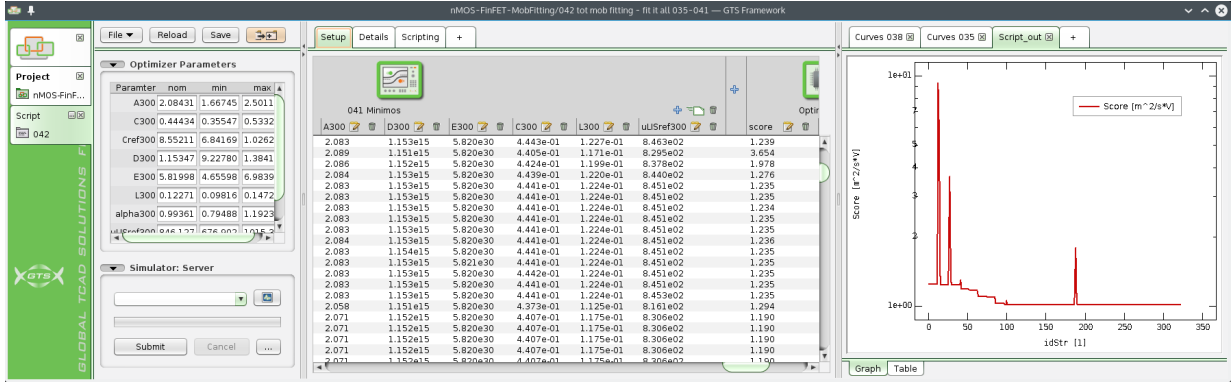 nMOS-FinFET-MobFitting/042 tot mob fitting - fit it all 035-041 — GTS Framework
Project
nMOS-FinF...
Script
042
GLOBAL TCAD SOLUTIONS
GTS
File Reload Save
Optimizer Parameters
Paramter nom min max
A300 2.08431 1.66745 2.5011
C300 0.44434 0.35547 0.5332
Cref300 8.55211 6.84169 1.0262
D300 1.15347 9.22780 1.3841
E300 5.81998 4.65598 6.9839
L300 0.12271 0.09816 0.1472
alpha300 0.99361 0.79488 1.1923
uLISref300 846.127 676.902 1015.3
Simulator: Server
Submit Cancel ...
Setup Details Scripting +
041 Minimos
Optim
A300 D300 E300 C300 L300 uLISref300 score
2.083 1.153e15 5.820e30 4.443e-01 1.227e-01 8.463e02 1.239
2.089 1.151e15 5.820e30 4.405e-01 1.171e-01 8.295e02 3.654
2.086 1.152e15 5.820e30 4.424e-01 1.199e-01 8.378e02 1.978
2.084 1.153e15 5.820e30 4.439e-01 1.220e-01 8.440e02 1.276
2.083 1.153e15 5.820e30 4.441e-01 1.224e-01 8.451e02 1.235
2.083 1.153e15 5.820e30 4.441e-01 1.224e-01 8.451e02 1.235
2.083 1.153e15 5.820e30 4.441e-01 1.224e-01 8.451e02 1.234
2.083 1.153e15 5.820e30 4.441e-01 1.224e-01 8.451e02 1.235
2.083 1.153e15 5.820e30 4.441e-01 1.224e-01 8.451e02 1.235
2.084 1.153e15 5.820e30 4.441e-01 1.224e-01 8.451e02 1.236
2.083 1.154e15 5.820e30 4.441e-01 1.224e-01 8.451e02 1.235
2.083 1.153e15 5.821e30 4.441e-01 1.224e-01 8.451e02 1.235
2.083 1.153e15 5.820e30 4.442e-01 1.224e-01 8.451e02 1.235
2.083 1.153e15 5.820e30 4.441e-01 1.224e-01 8.451e02 1.235
2.083 1.153e15 5.820e30 4.441e-01 1.224e-01 8.453e02 1.235
2.058 1.151e15 5.820e30 4.373e-01 1.125e-01 8.161e02 1.294
2.071 1.152e15 5.820e30 4.407e-01 1.175e-01 8.306e02 1.190
2.071 1.152e15 5.820e30 4.407e-01 1.175e-01 8.306e02 1.190
2.071 1.152e15 5.820e30 4.407e-01 1.175e-01 8.306e02 1.190
2.071 1.152e15 5.820e30 4.407e-01 1.175e-01 8.306e02 1.190
Curves 038 Curves 035 Script_out +
1e+01
7
5
4
3
2
1e+00
Score [m^2/s*V]
Score [m^2/s*V]
0 50 100 150 200 250 300 350
idStr [1]
Graph Table